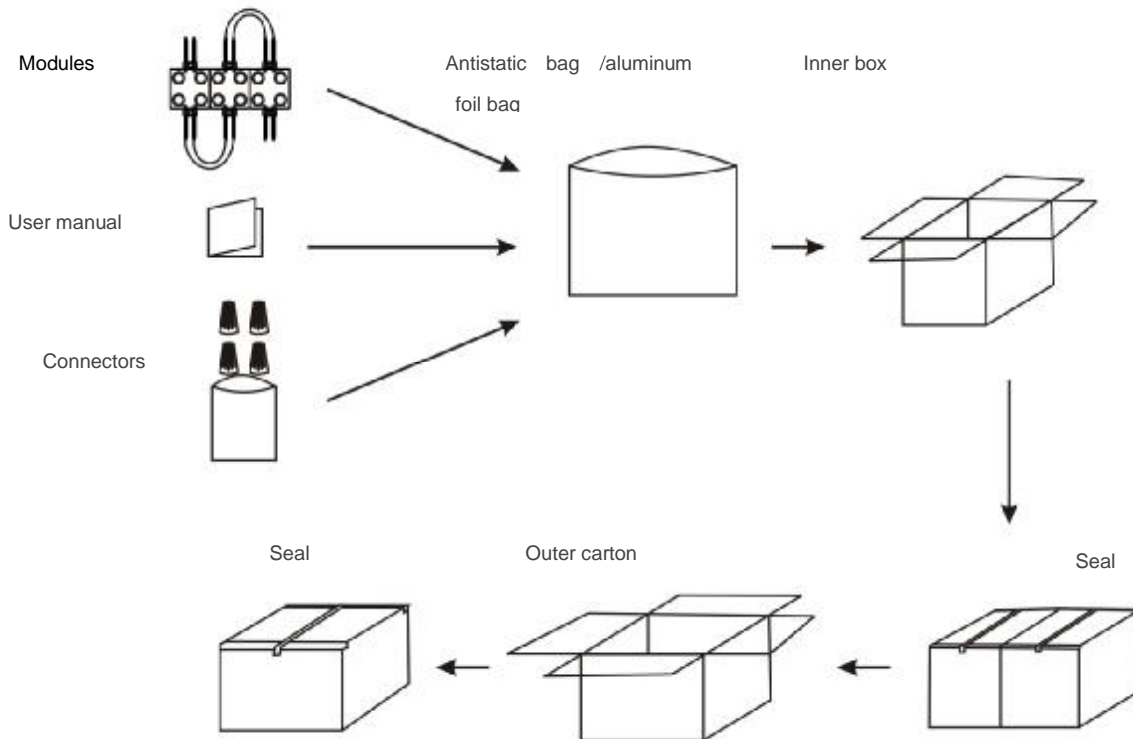 Modules
Antistatic bag /aluminum
foil bag
Inner box
User manual
Connectors
Seal
Outer carton
Seal